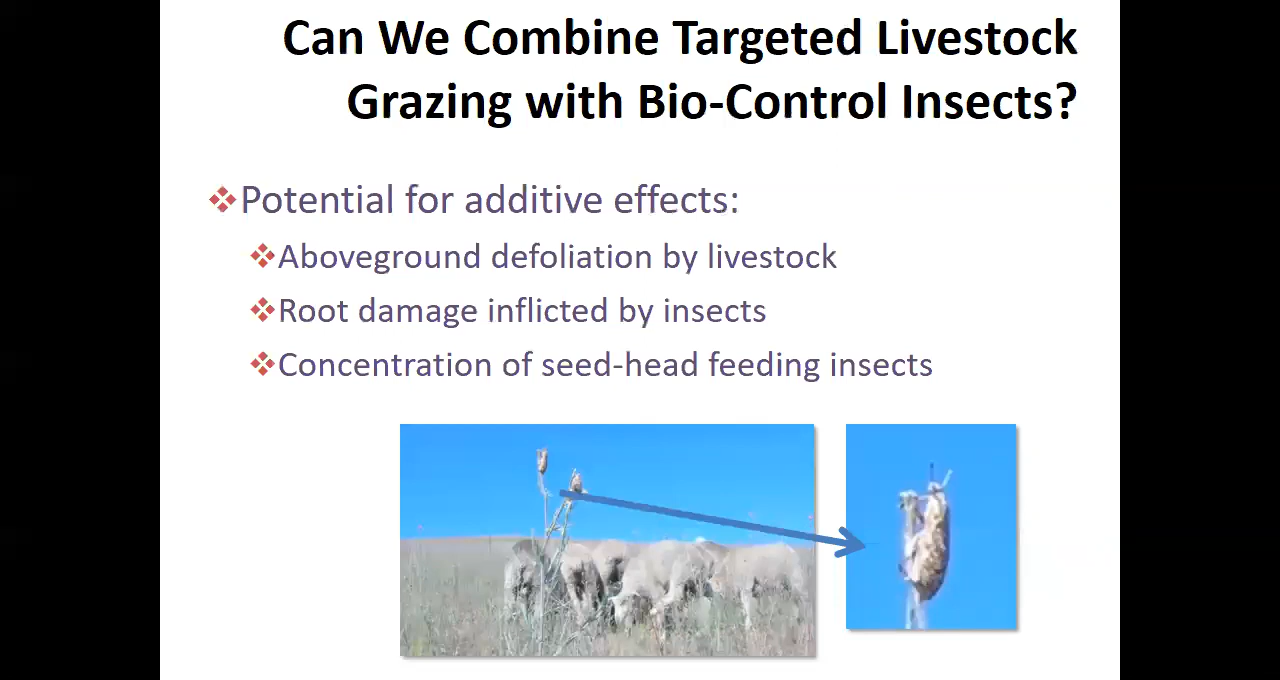 Can We Combine Targeted Livestock
Grazing with Bio-Control Insects?
Potential for additive effects:
Aboveground defoliation by livestock
Root damage inflicted by insects
Concentration of seed-head feeding insects